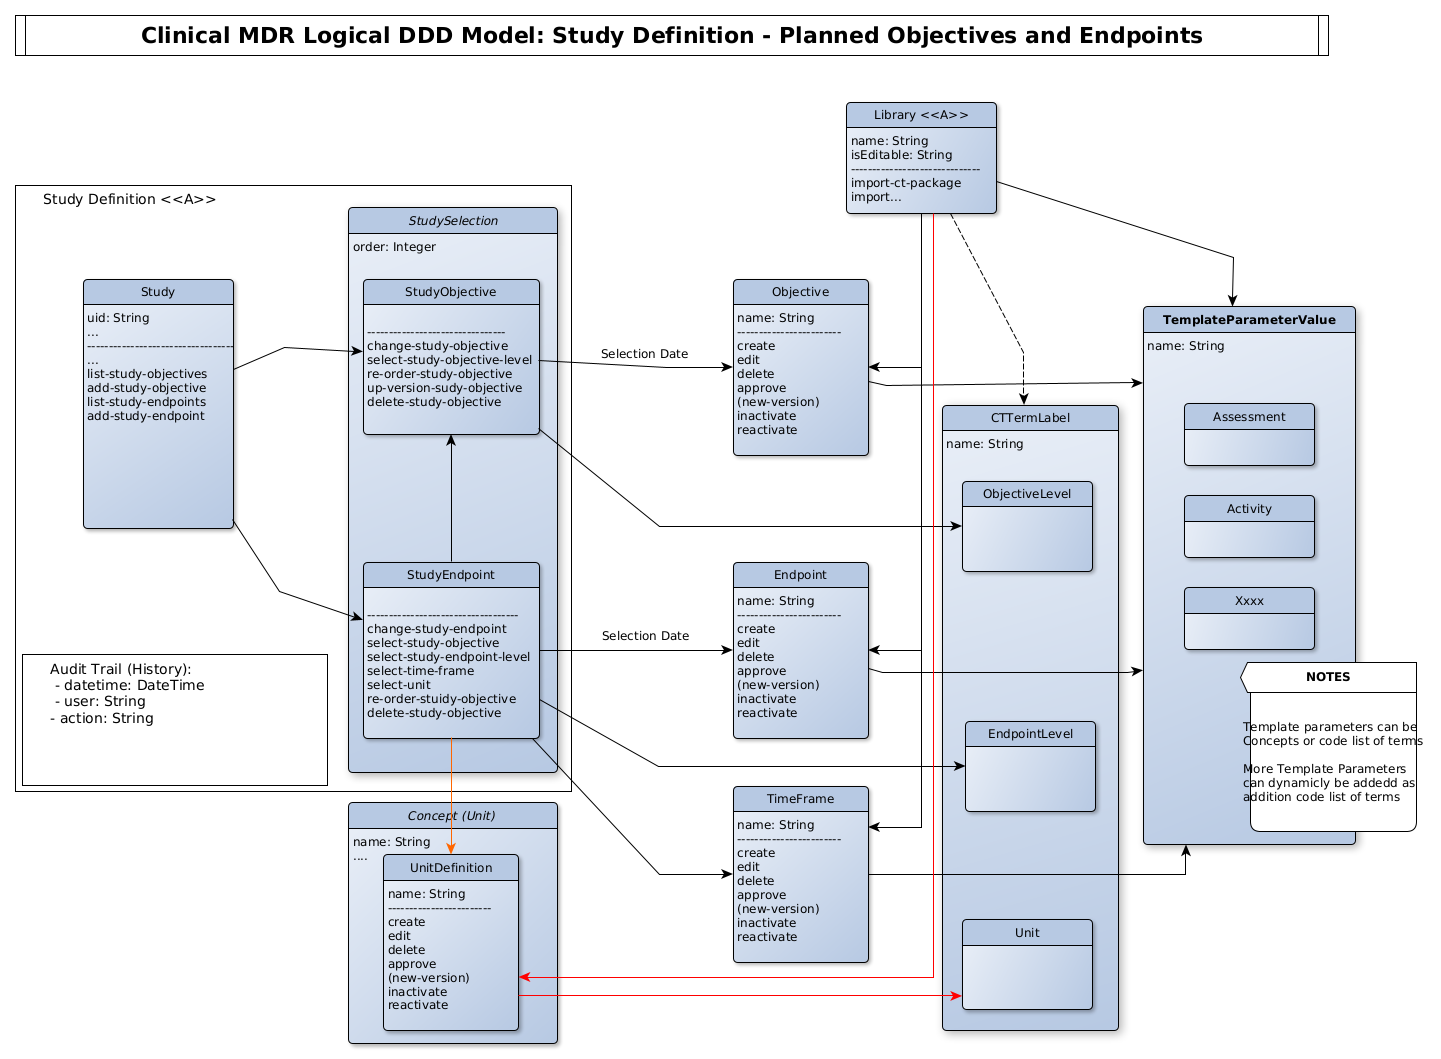 Clinical MDR Logical DDD Model: Study Definition - Planned Objectives and Endpoints
Library <<A>>
name: String
isEditable: String
------------------------------
import-ct-package
import...
Study Definition <<A>>
StudySelection
order: Integer
Study
uid: String
...
-----------------------------------
...
list-study-objectives
add-study-objective
list-study-endpoints
add-study-endpoint
StudyObjective
--------------------------------
change-study-objective
select-study-objective-level
re-order-study-objective
up-version-sudy-objective
delete-study-objective
Selection Date
Objective
name: String
------------------------
create
edit
delete
approve
(new-version)
inactivate
reactivate
TemplateParameterValue
name: String
Assessment
Activity
Xxxx
CTTermLabel
name: String
ObjectiveLevel
EndpointLevel
Unit
StudyEndpoint
-----------------------------------
change-study-endpoint
select-study-objective
select-study-endpoint-level
select-time-frame
select-unit
re-order-stuidy-objective
delete-study-objective
Selection Date
Endpoint
name: String
------------------------
create
edit
delete
approve
(new-version)
inactivate
reactivate
Audit Trail (History):
- datetime: DateTime
- user: String
- action: String
NOTES
Template parameters can be
Concepts or code list of terms
More Template Parameters
can dynamicly be addedd as
addition code list of terms
TimeFrame
name: String
------------------------
create
edit
delete
approve
(new-version)
inactivate
reactivate
Concept (Unit)
name: String
....
UnitDefinition
name: String
------------------------
create
edit
delete
approve
(new-version)
inactivate
reactivate